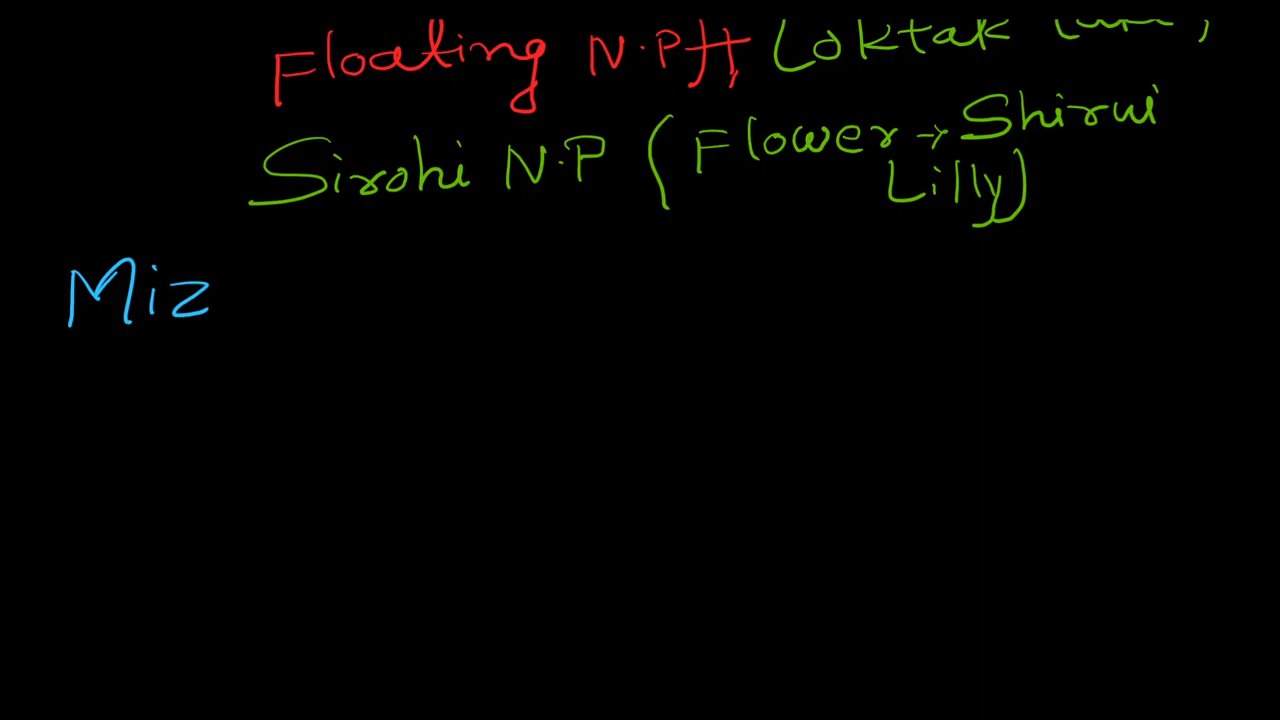 Floating N.P), Loktak
Sirohi N.P (Flower → Shirui
Lilly)
Miz